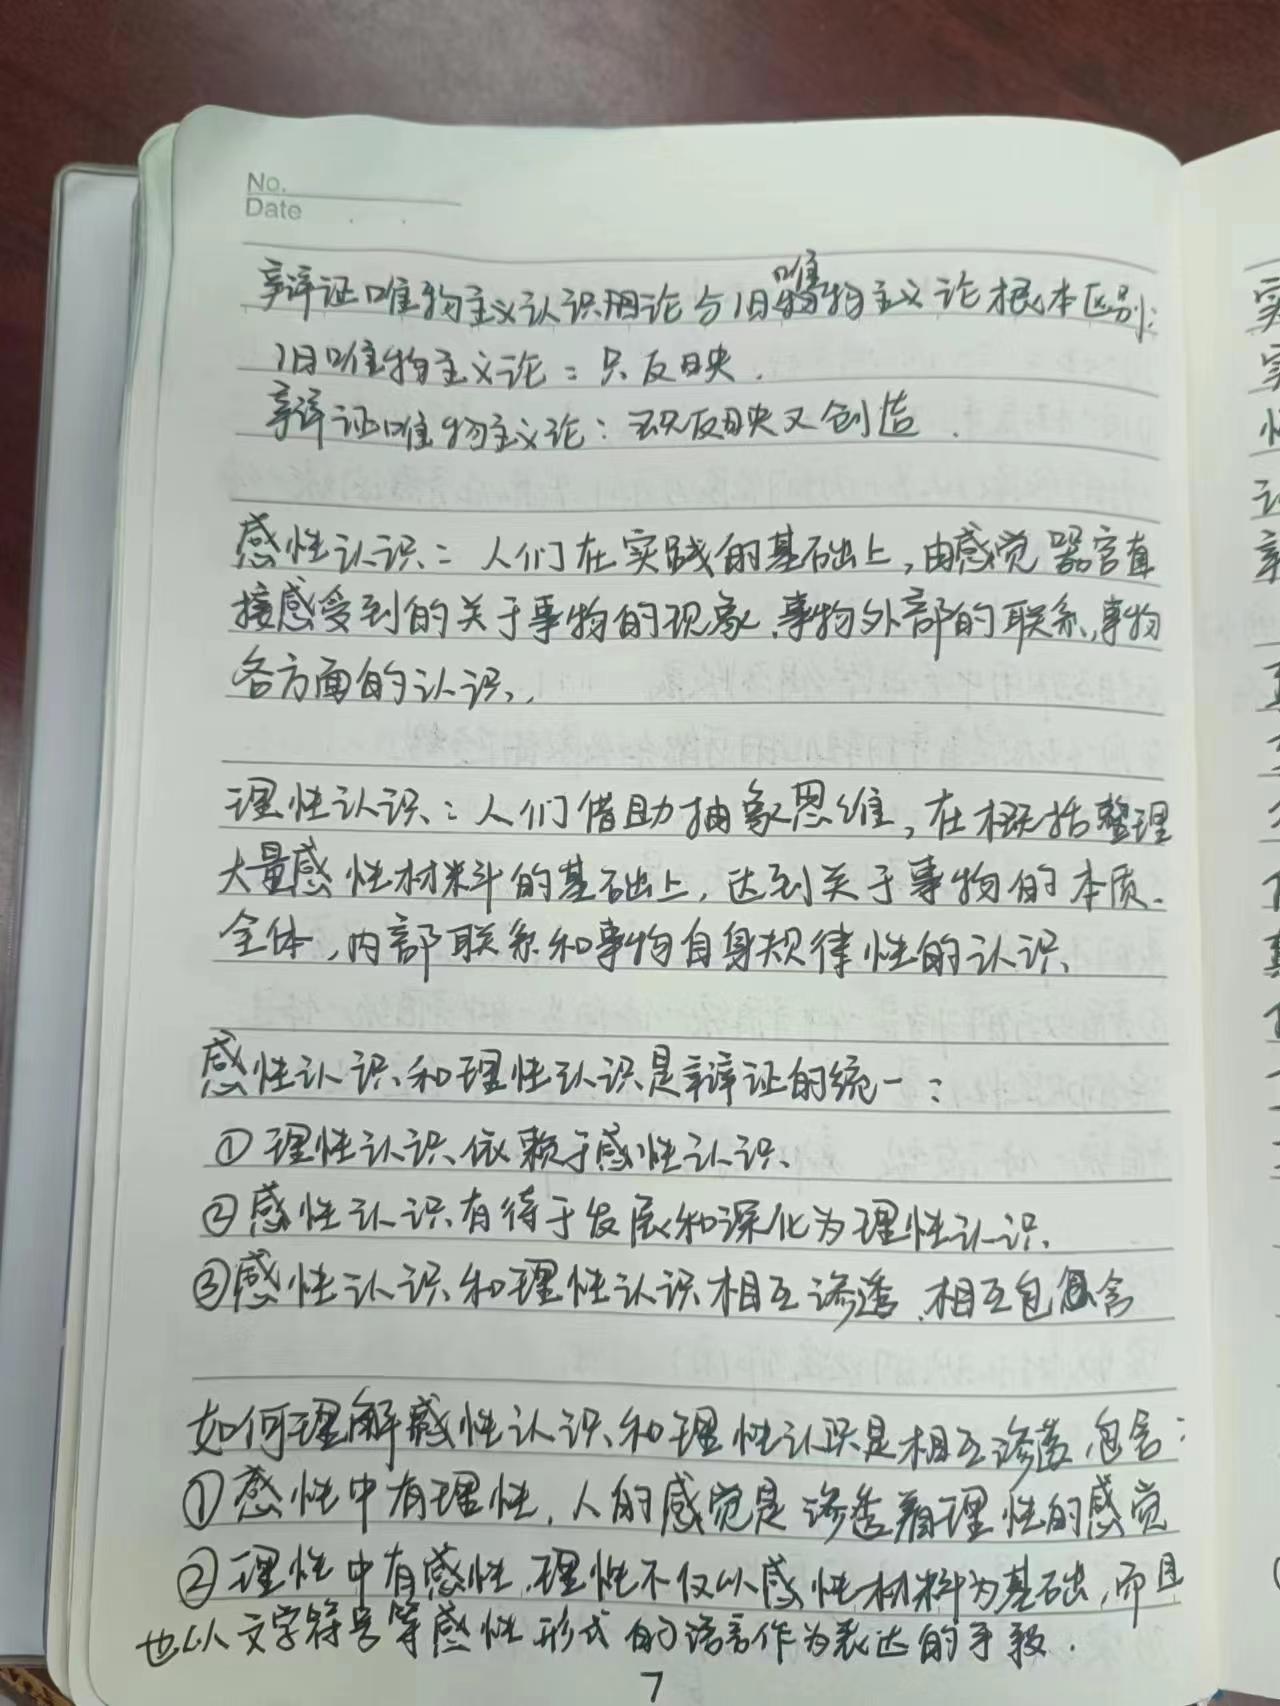 No.
Date
辩证唯物主义认识论与旧唯物主义论根本区别：
旧唯物主义论：只反映.
辩证唯物主义论：既反映又创造.
感性认识：人们在实践的基础上，由感觉器官直
接感受到的关于事物的现象、事物外部的联系、事物
各方面的认识.
理性认识：人们借助抽象思维，在概括整理
大量感性材料的基础上，达到关于事物的本质、
全体、内部联系和事物自身规律性的认识.
感性认识和理性认识是辩证的统一：
①理性认识依赖于感性认识.
②感性认识有待于发展和深化为理性认识.
③感性认识和理性认识相互渗透、相互包含
如何理解感性认识和理性认识是相互渗透、包含：
①感性中有理性，人的感觉是渗透着理性的感觉
②理性中有感性，理性不仅以感性材料为基础，而且
也以文字符号等感性形式的语言作为表达的手段.
7